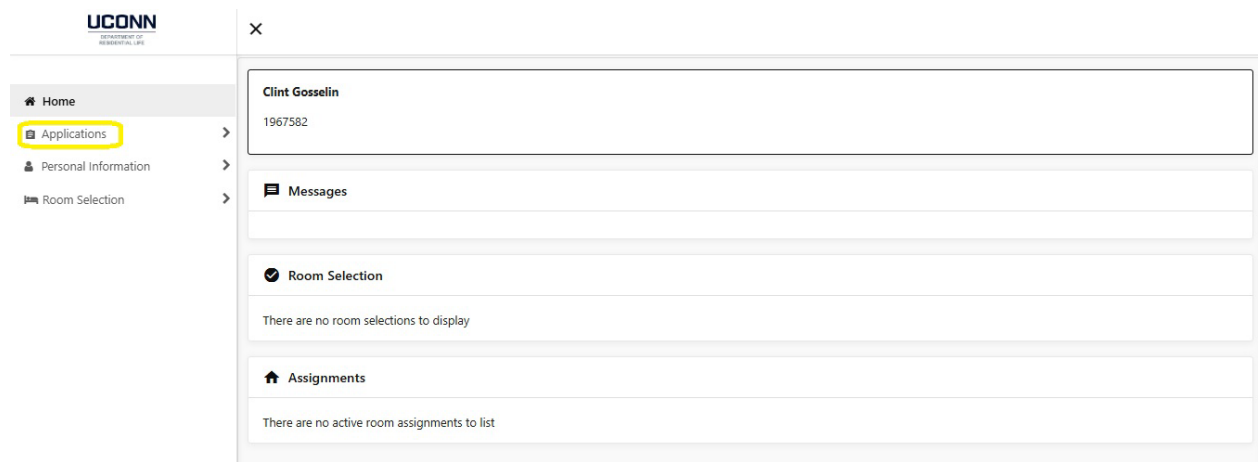 UCONN
DEPARTMENT OF
RESIDENTIAL LIFE
Home
Applications
Personal Information
Room Selection
Clint Gosselin
1967582
Messages
Room Selection
There are no room selections to display
Assignments
There are no active room assignments to list